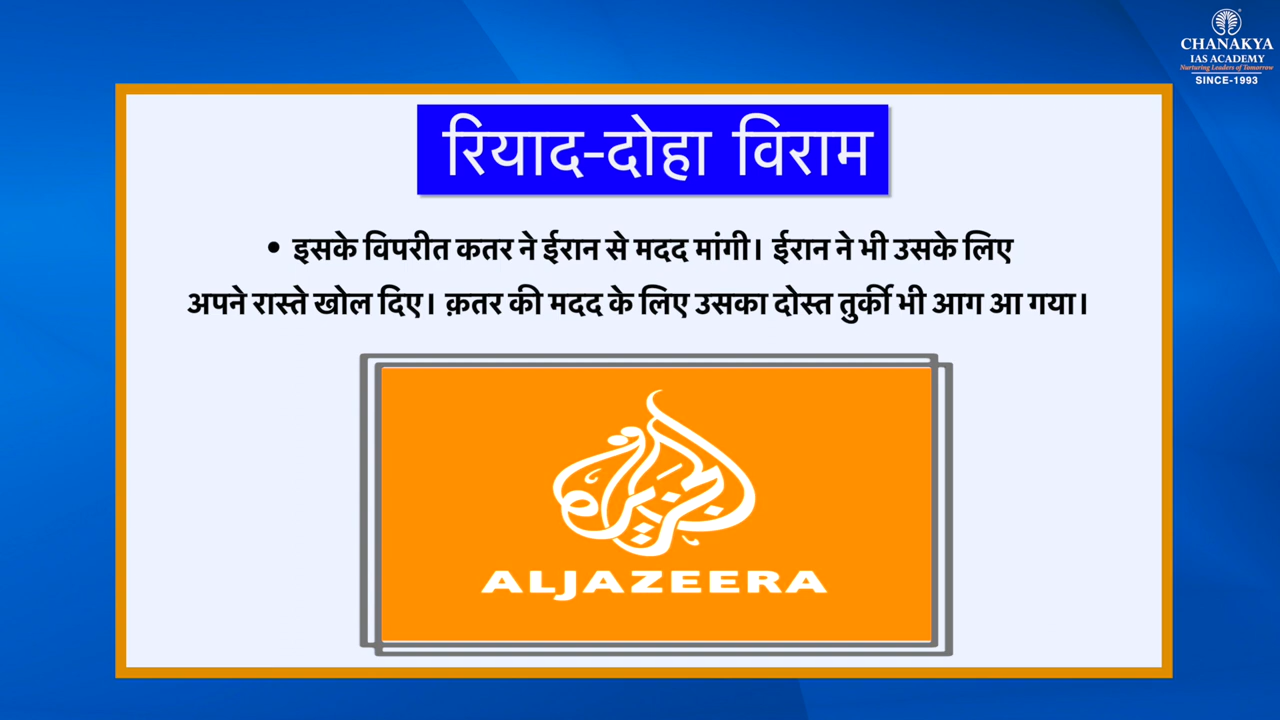 CHANAKYA
IAS ACADEMY
Nurturing Leaders of Tomorrow
SINCE-1993
रियाद-दोहा विराम
• इसके विपरीत कतर ने ईरान से मदद मांगी। ईरान ने भी उसके लिए
अपने रास्ते खोल दिए। क़तर की मदद के लिए उसका दोस्त तुर्की भी आग आ गया।
الجزيرة
ALJAZEERA